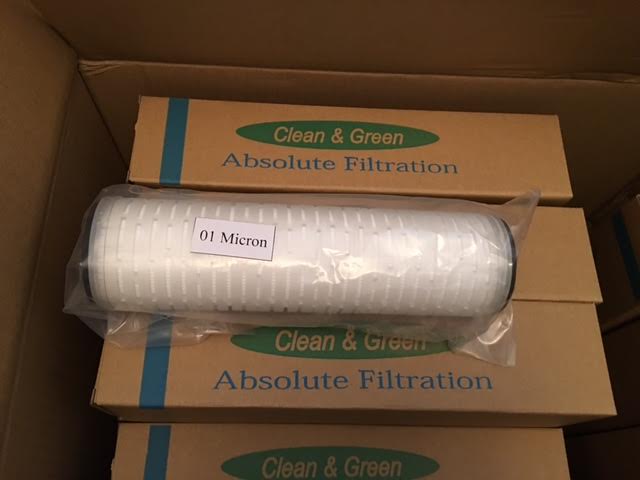 Clean & Green
Absolute Filtration
01 Micron
Clean & Green
Absolute Filtration
Clean & Green